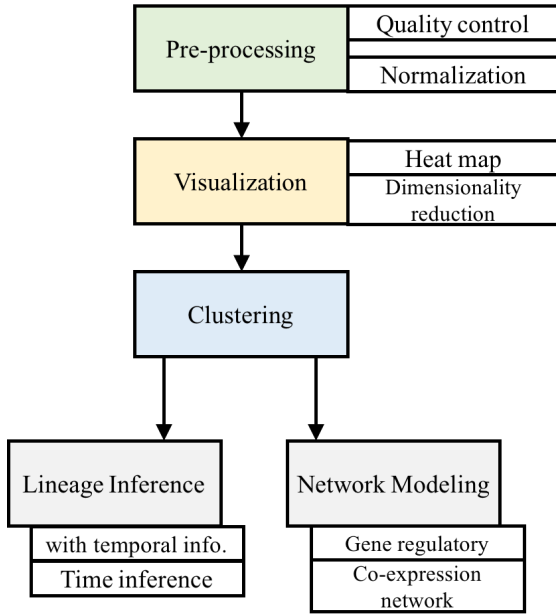 Pre-processing
Quality control
Normalization
Visualization
Heat map
Dimensionality
reduction
Clustering
Lineage Inference
with temporal info.
Time inference
Network Modeling
Gene regulatory
Co-expression
network